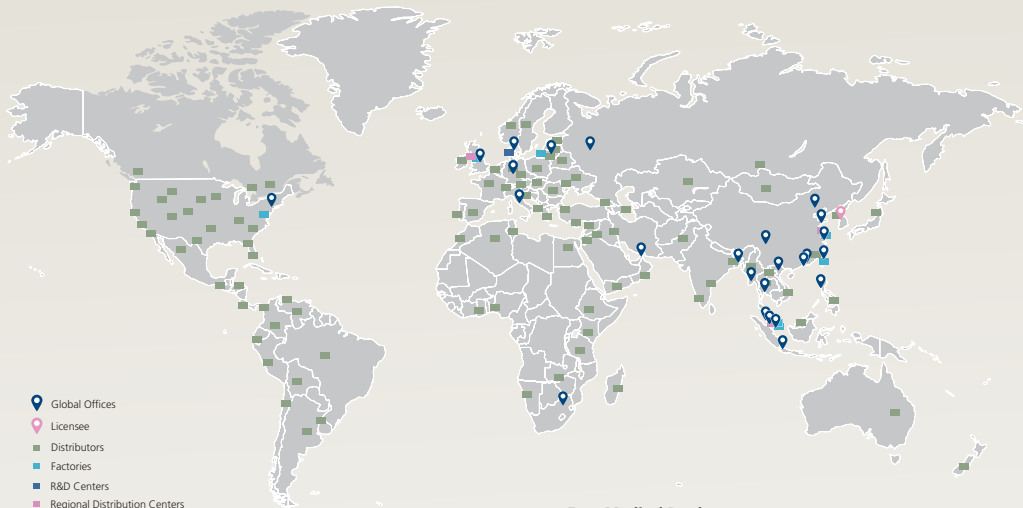 Global Offices
Licensee
Distributors
Factories
R&D Centers
Regional Distribution Centers